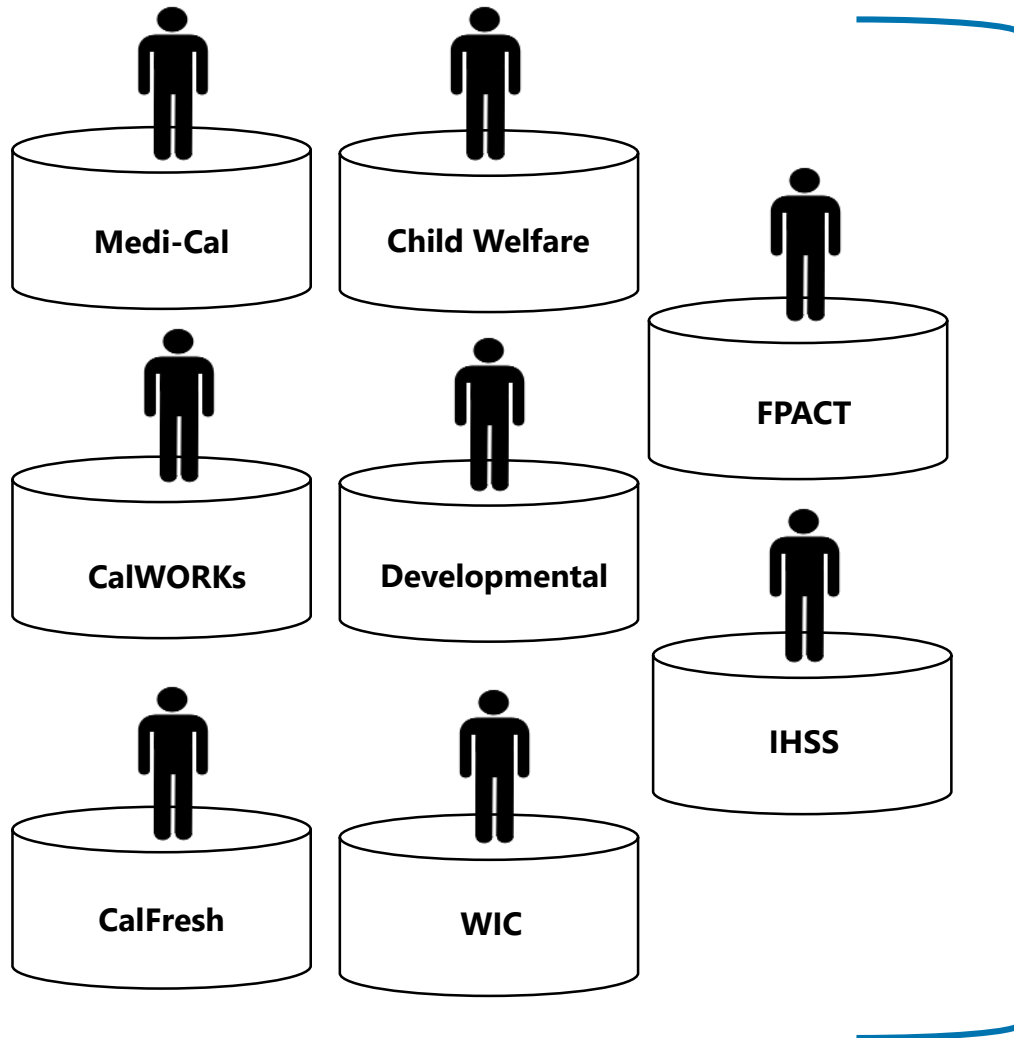 Medi-Cal
Child Welfare
FPACT
CalWORKs
Developmental
IHSS
CalFresh
WIC